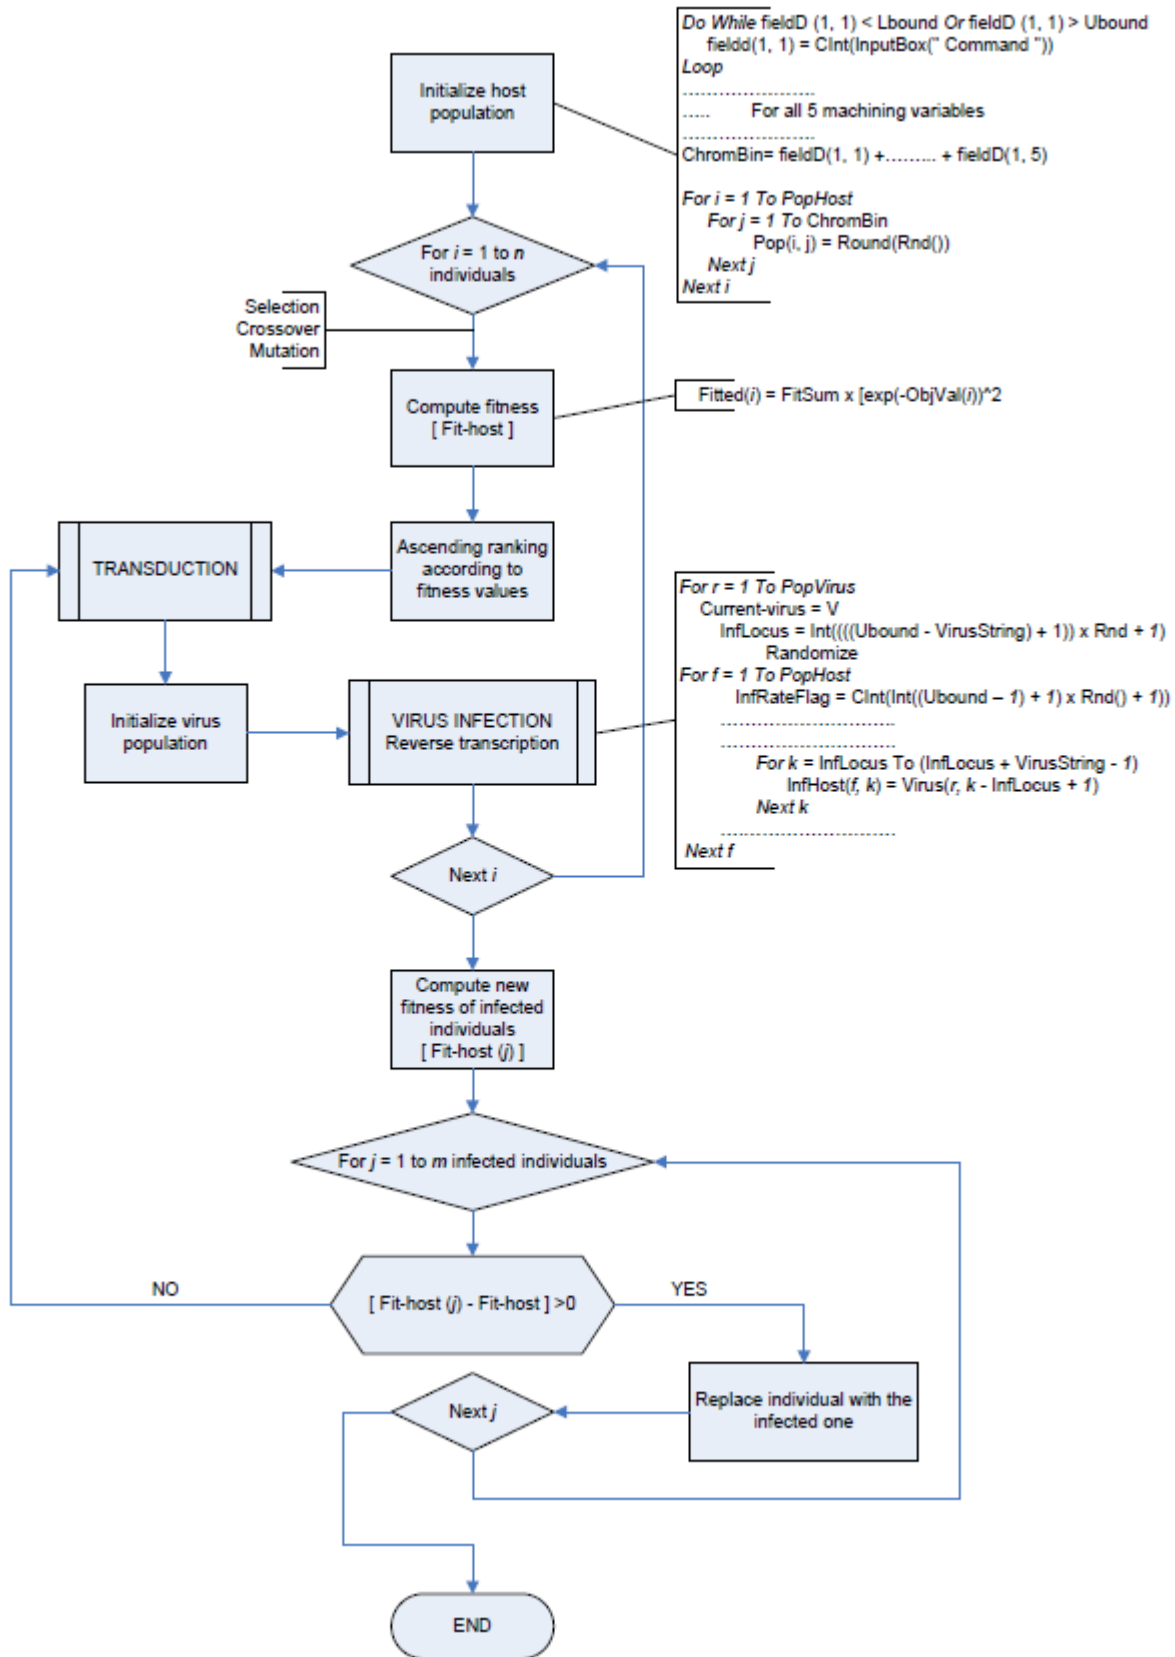 Initialize host
population
Do While fieldD (1, 1) < Lbound Or fieldD (1, 1) > Ubound
fieldd(1, 1) = CInt(InputBox(" Command "))
Loop
.........................
..... For all 5 machining variables
.........................
ChromBin= fieldD(1, 1) +......... + fieldD(1, 5)
For i = 1 To PopHost
For j = 1 To ChromBin
Pop(i, j) = Round(Rnd())
Next j
Next i
For i = 1 to n
individuals
Selection
Crossover
Mutation
Compute fitness
[ Fit-host ]
Fitted(i) = FitSum x [exp(-ObjVal(i))^2
Ascending ranking
according to
fitness values
TRANSDUCTION
Initialize virus
population
VIRUS INFECTION
Reverse transcription
For r = 1 To PopVirus
Current-virus = V
InfLocus = Int((((Ubound - VirusString) + 1)) x Rnd + 1)
Randomize
For f = 1 To PopHost
InfRateFlag = CInt(Int((Ubound – 1) + 1) x Rnd() + 1))
................................
................................
For k = InfLocus To (InfLocus + VirusString - 1)
InfHost(f, k) = Virus(r, k - InfLocus + 1)
Next k
................................
Next f
Next i
Compute new
fitness of infected
individuals
[ Fit-host (j) ]
For j = 1 to m infected individuals
NO
[ Fit-host (j) - Fit-host ] >0
YES
Replace individual with the
infected one
Next j
END